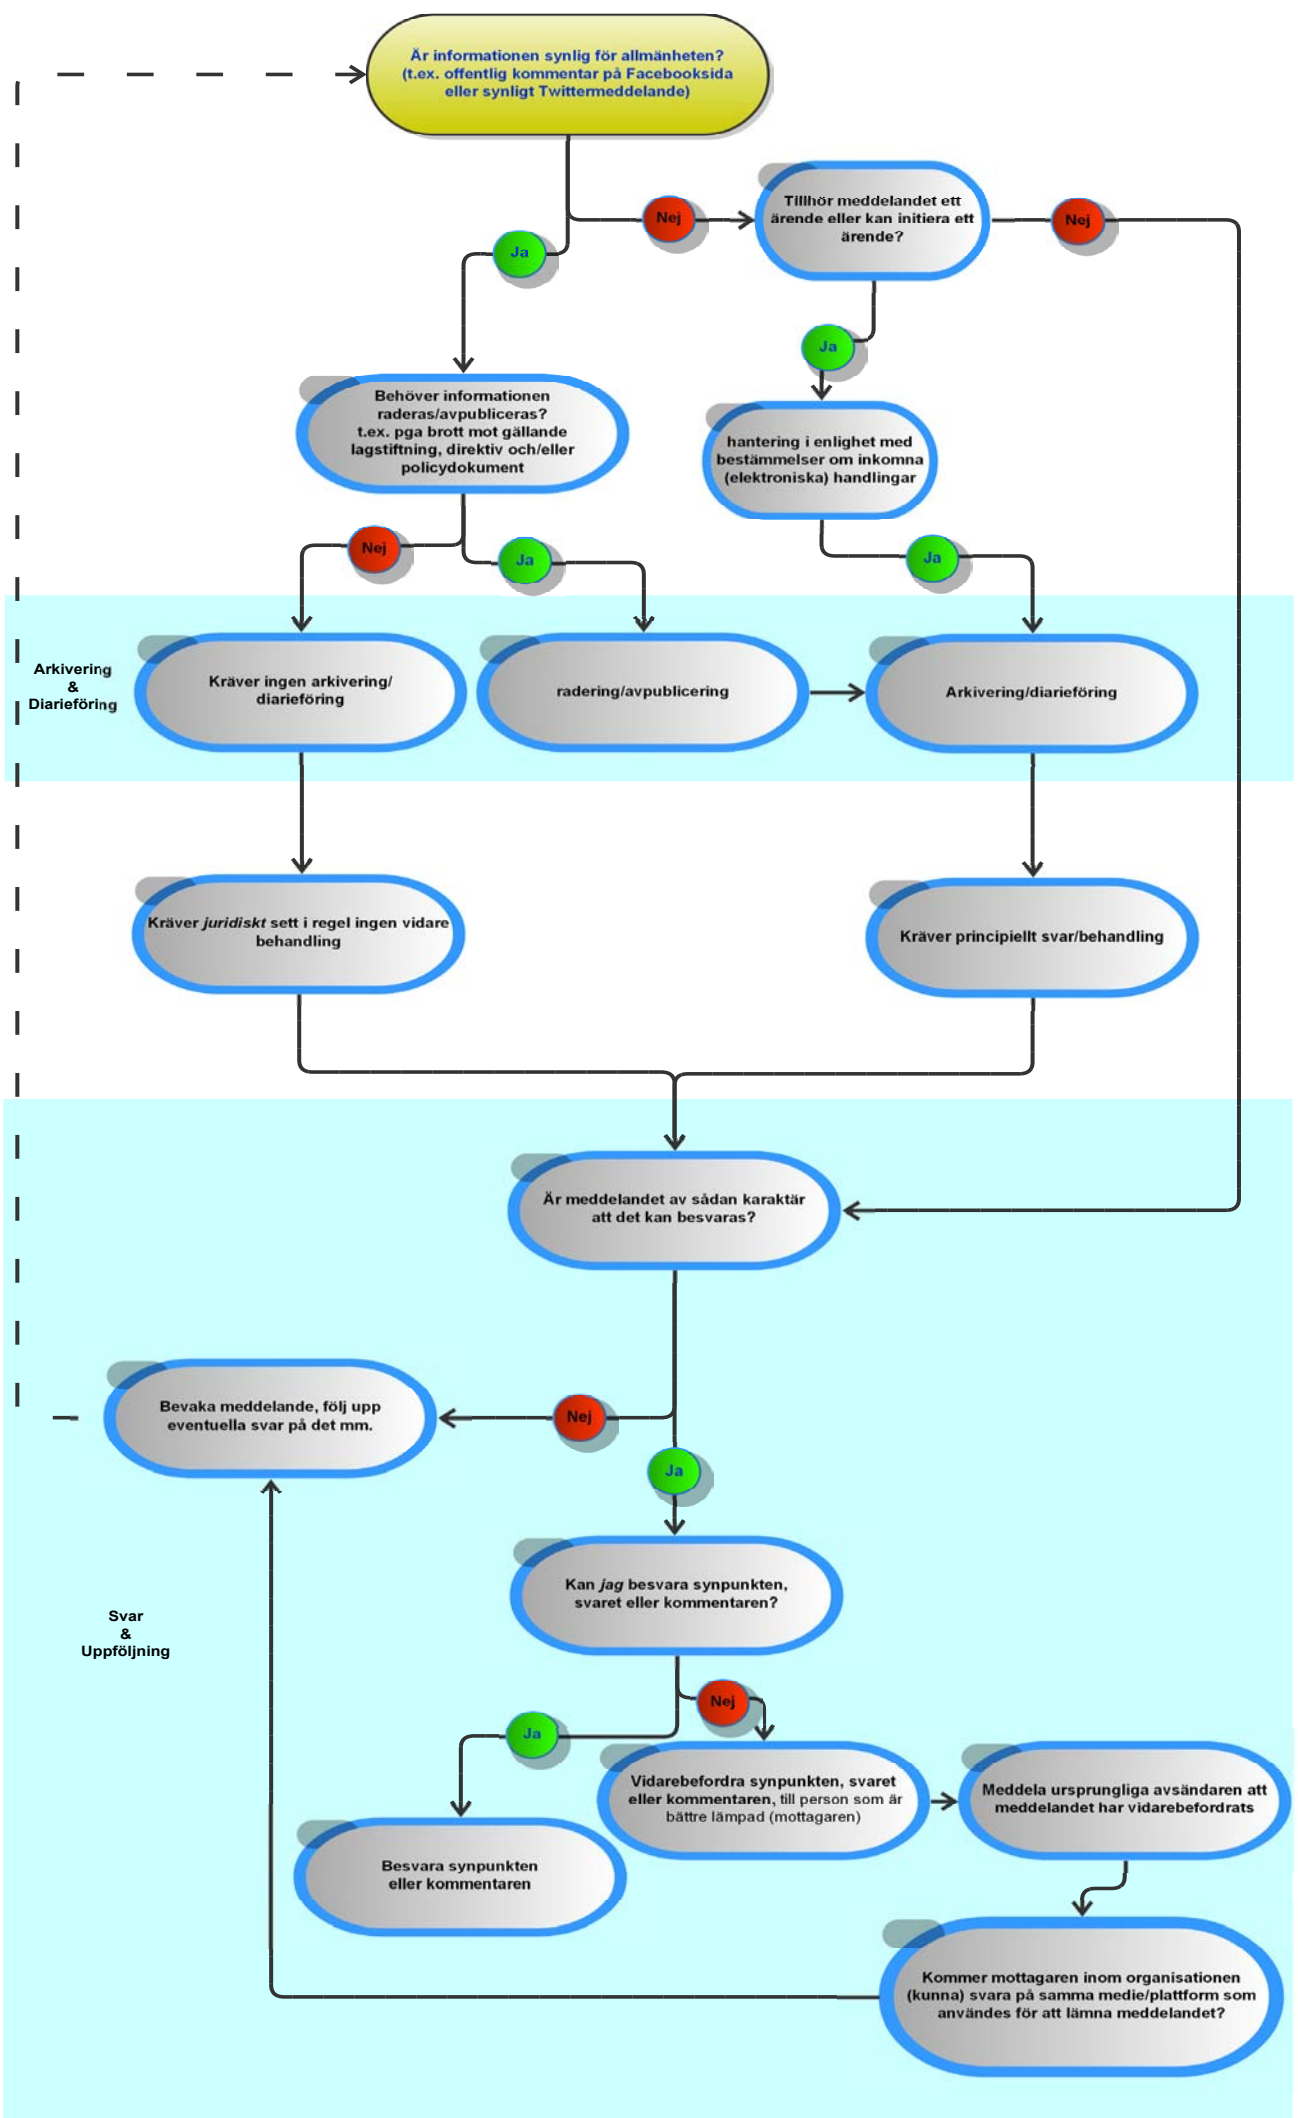 Är informationen synlig för allmänheten?
(t.ex. offentlig kommentar på Facebooksida
eller synligt Twittermeddelande)
Nej
Tillhör meddelandet ett
ärende eller kan initiera ett
ärende?
Nej
Ja
Ja
Behöver informationen
raderas/avpubliceras?
t.ex. pga brott mot gällande
lagstiftning, direktiv och/eller
policydokument
hantering i enlighet med
bestämmelser om inkomna
(elektroniska) handlingar
Nej
Ja
Ja
Arkivering
&
Diarieföring
Kräver ingen arkivering/
diarieföring
radering/avpublicering
Arkivering/diarieföring
Kräver juridiskt sett i regel ingen vidare
behandling
Kräver principiellt svar/behandling
Är meddelandet av sådan karaktär
att det kan besvaras?
Bevaka meddelande, följ upp
eventuella svar på det mm.
Nej
Ja
Kan jag besvara synpunkten,
svaret eller kommentaren?
Svar
&
Uppföljning
Nej
Ja
Vidarebefordra synpunkten, svaret
eller kommentaren, till person som är
bättre lämpad (mottagaren)
Meddela ursprungliga avsändaren att
meddelandet har vidarebefordrats
Besvara synpunkten
eller kommentaren
Kommer mottagaren inom organisationen
(kunna) svara på samma medie/plattform som
användes för att lämna meddelandet?